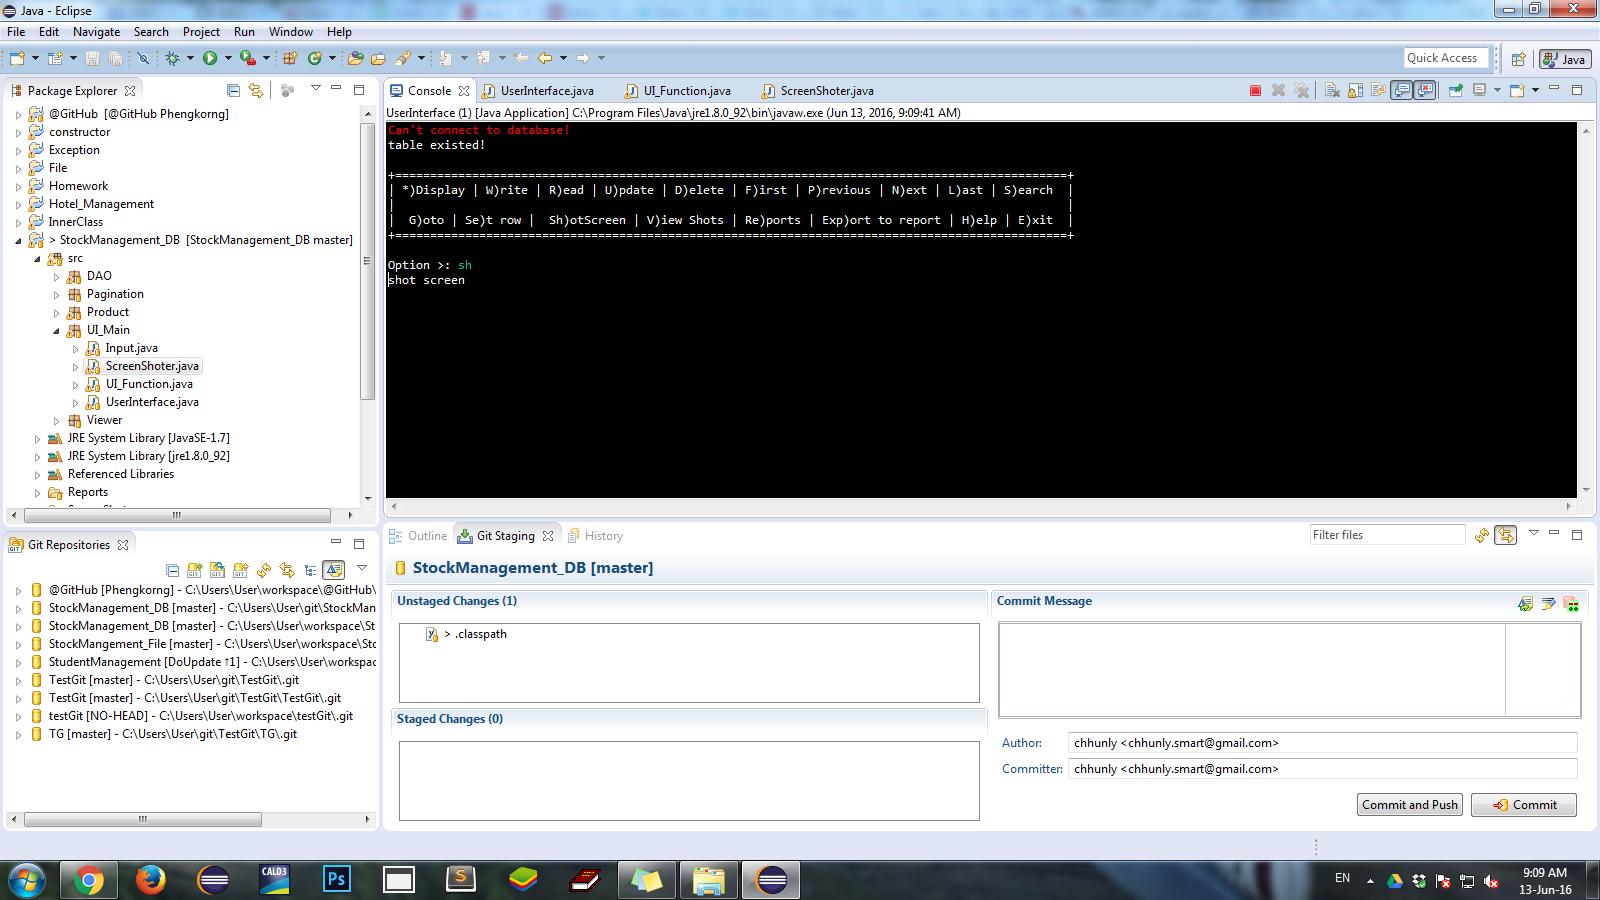 Java - Eclipse
File Edit Navigate Search Project Run Window Help
Quick Access
Java
Package Explorer
@GitHub [@GitHub Phengkorng]
constructor
Exception
File
Homework
Hotel_Management
InnerClass
> StockManagement_DB [StockManagement_DB master]
src
DAO
Pagination
Product
UI_Main
Input.java
ScreenShoter.java
UI_Function.java
UserInterface.java
Viewer
JRE System Library [JavaSE-1.7]
JRE System Library [jre1.8.0_92]
Referenced Libraries
Reports
Console UserInterface.java UI_Function.java ScreenShoter.java
UserInterface (1) [Java Application] C:\Program Files\Java\jre1.8.0_92\bin\javaw.exe (Jun 13, 2016, 9:09:41 AM)
Can't connect to database!
table existed!
+================================================================================================+
| *)Display | W)rite | R)ead | U)pdate | D)elete | F)irst | P)revious | N)ext | L)ast | S)earch |
| |
| G)oto | Se)t row | Sh)otScreen | V)iew Shots | Re)ports | Exp)ort to report | H)elp | E)xit |
+================================================================================================+
Option >: sh
shot screen
Git Repositories
@GitHub [Phengkorng] - C:\Users\User\workspace\@GitHub\
StockManagement_DB [master] - C:\Users\User\git\StockMan
StockManagement_DB [master] - C:\Users\User\workspace\St
StockMangement_File [master] - C:\Users\User\workspace\Sto
StudentManagement [DoUpdate ↑1] - C:\Users\User\workspac
TestGit [master] - C:\Users\User\git\TestGit\.git
TestGit [master] - C:\Users\User\git\TestGit\TestGit\.git
testGit [NO-HEAD] - C:\Users\User\workspace\testGit\.git
TG [master] - C:\Users\User\git\TestGit\TG\.git
Outline Git Staging History
Filter files
StockManagement_DB [master]
Unstaged Changes (1)
> .classpath
Staged Changes (0)
Commit Message
Author: chhunly <chhunly.smart@gmail.com>
Committer: chhunly <chhunly.smart@gmail.com>
Commit and Push Commit
CALD3
Ps
S
EN
9:09 AM
13-Jun-16